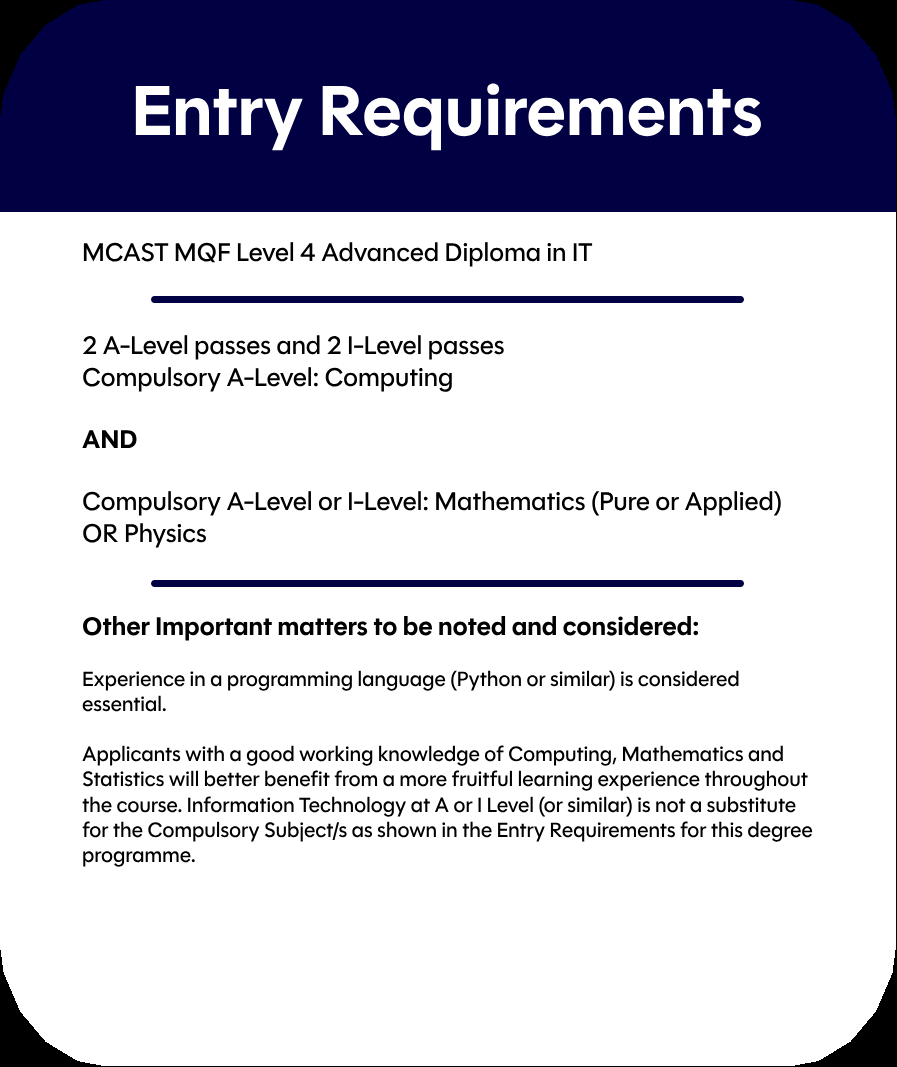 Entry Requirements
MCAST MQF Level 4 Advanced Diploma in IT
2 A-Level passes and 2 I-Level passes
Compulsory A-Level: Computing
AND
Compulsory A-Level or I-Level: Mathematics (Pure or Applied)
OR Physics
Other Important matters to be noted and considered:
Experience in a programming language (Python or similar) is considered
essential.
Applicants with a good working knowledge of Computing, Mathematics and
Statistics will better benefit from a more fruitful learning experience throughout
the course. Information Technology at A or I Level (or similar) is not a substitute
for the Compulsory Subject/s as shown in the Entry Requirements for this degree
programme.